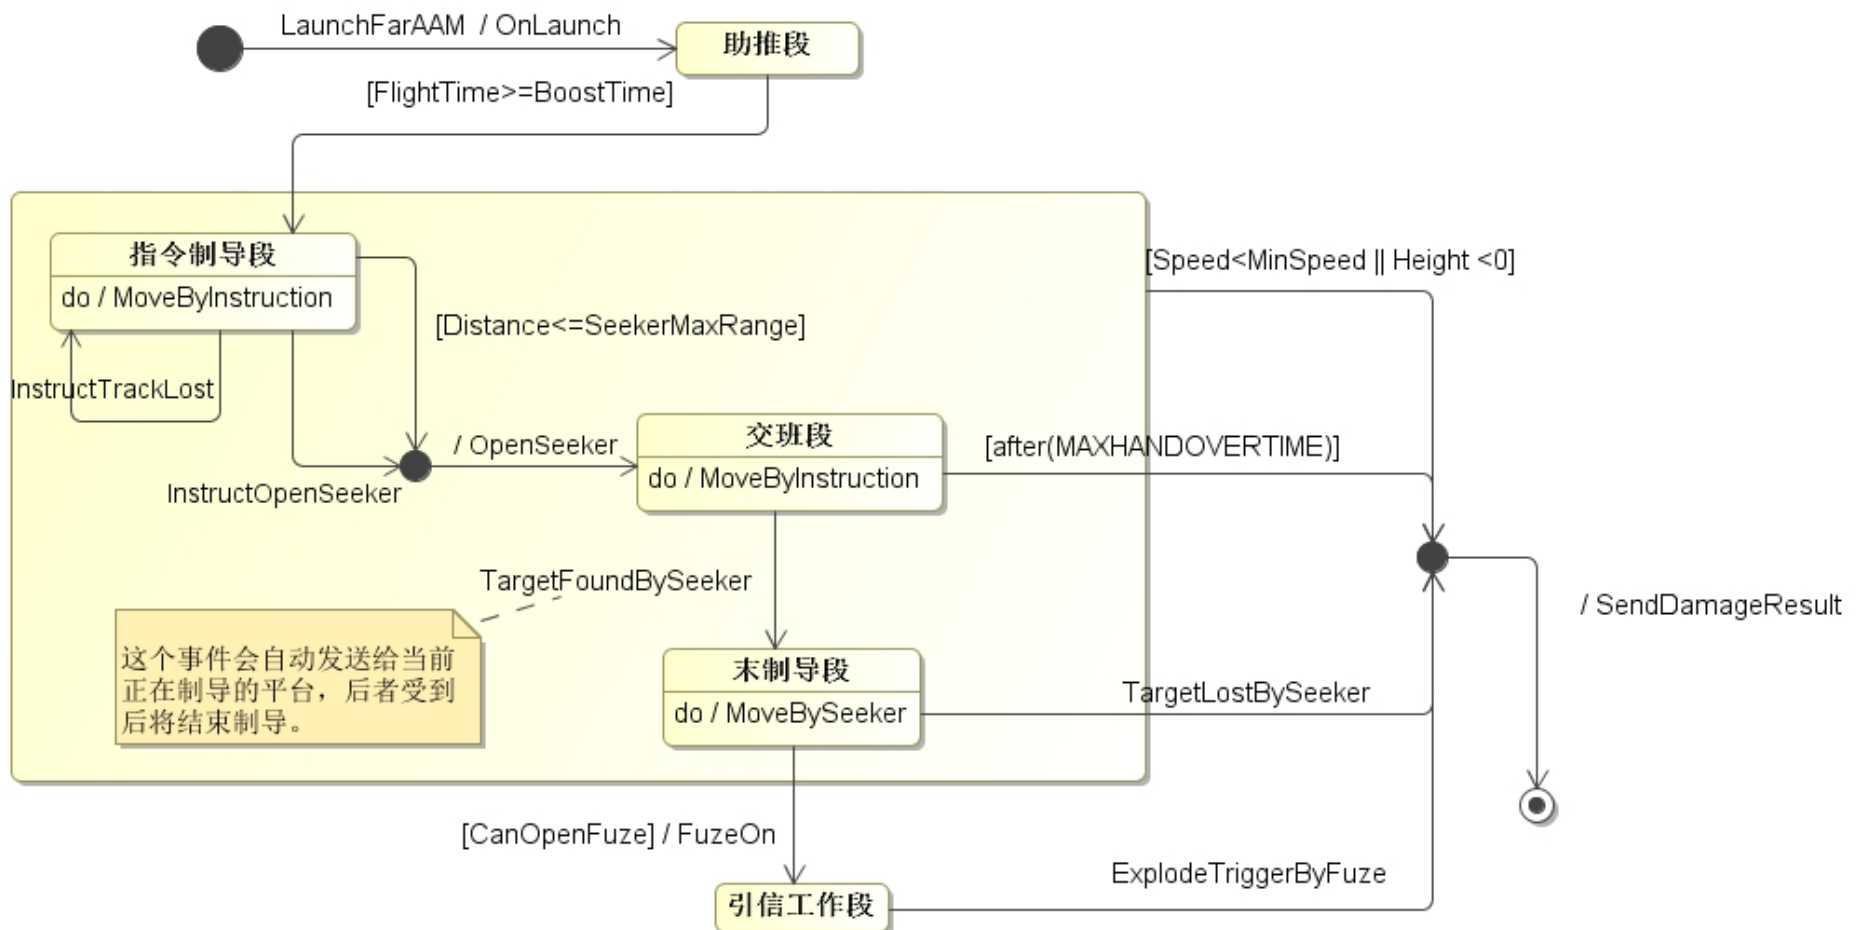 LaunchFarAAM / OnLaunch
助推段
[FlightTime>=BoostTime]
指令制导段
do / MoveByInstruction
[Speed<MinSpeed || Height <0]
[Distance<=SeekerMaxRange]
InstructTrackLost
/ OpenSeeker
交班段
do / MoveByInstruction
[after(MAXHANDOVERTIME)]
InstructOpenSeeker
TargetFoundBySeeker
/ SendDamageResult
这个事件会自动发送给当前
正在制导的平台，后者受到
后将结束制导。
末制导段
do / MoveBySeeker
TargetLostBySeeker
[CanOpenFuze] / FuzeOn
ExplodeTriggerByFuze
引信工作段